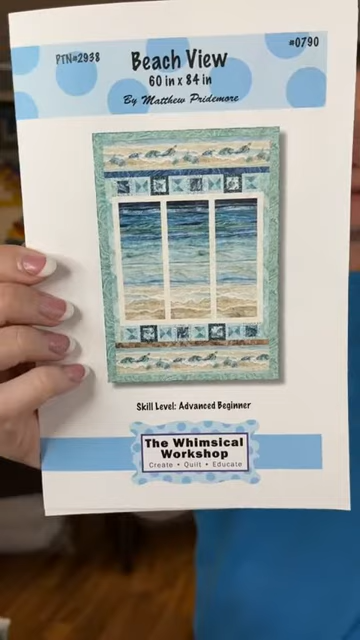 #0790
PTN#2938
Beach View
60 in x 84 in
By Matthew Pridemore
Skill Level: Advanced Beginner
The Whimsical
Workshop
Create • Quilt • Educate